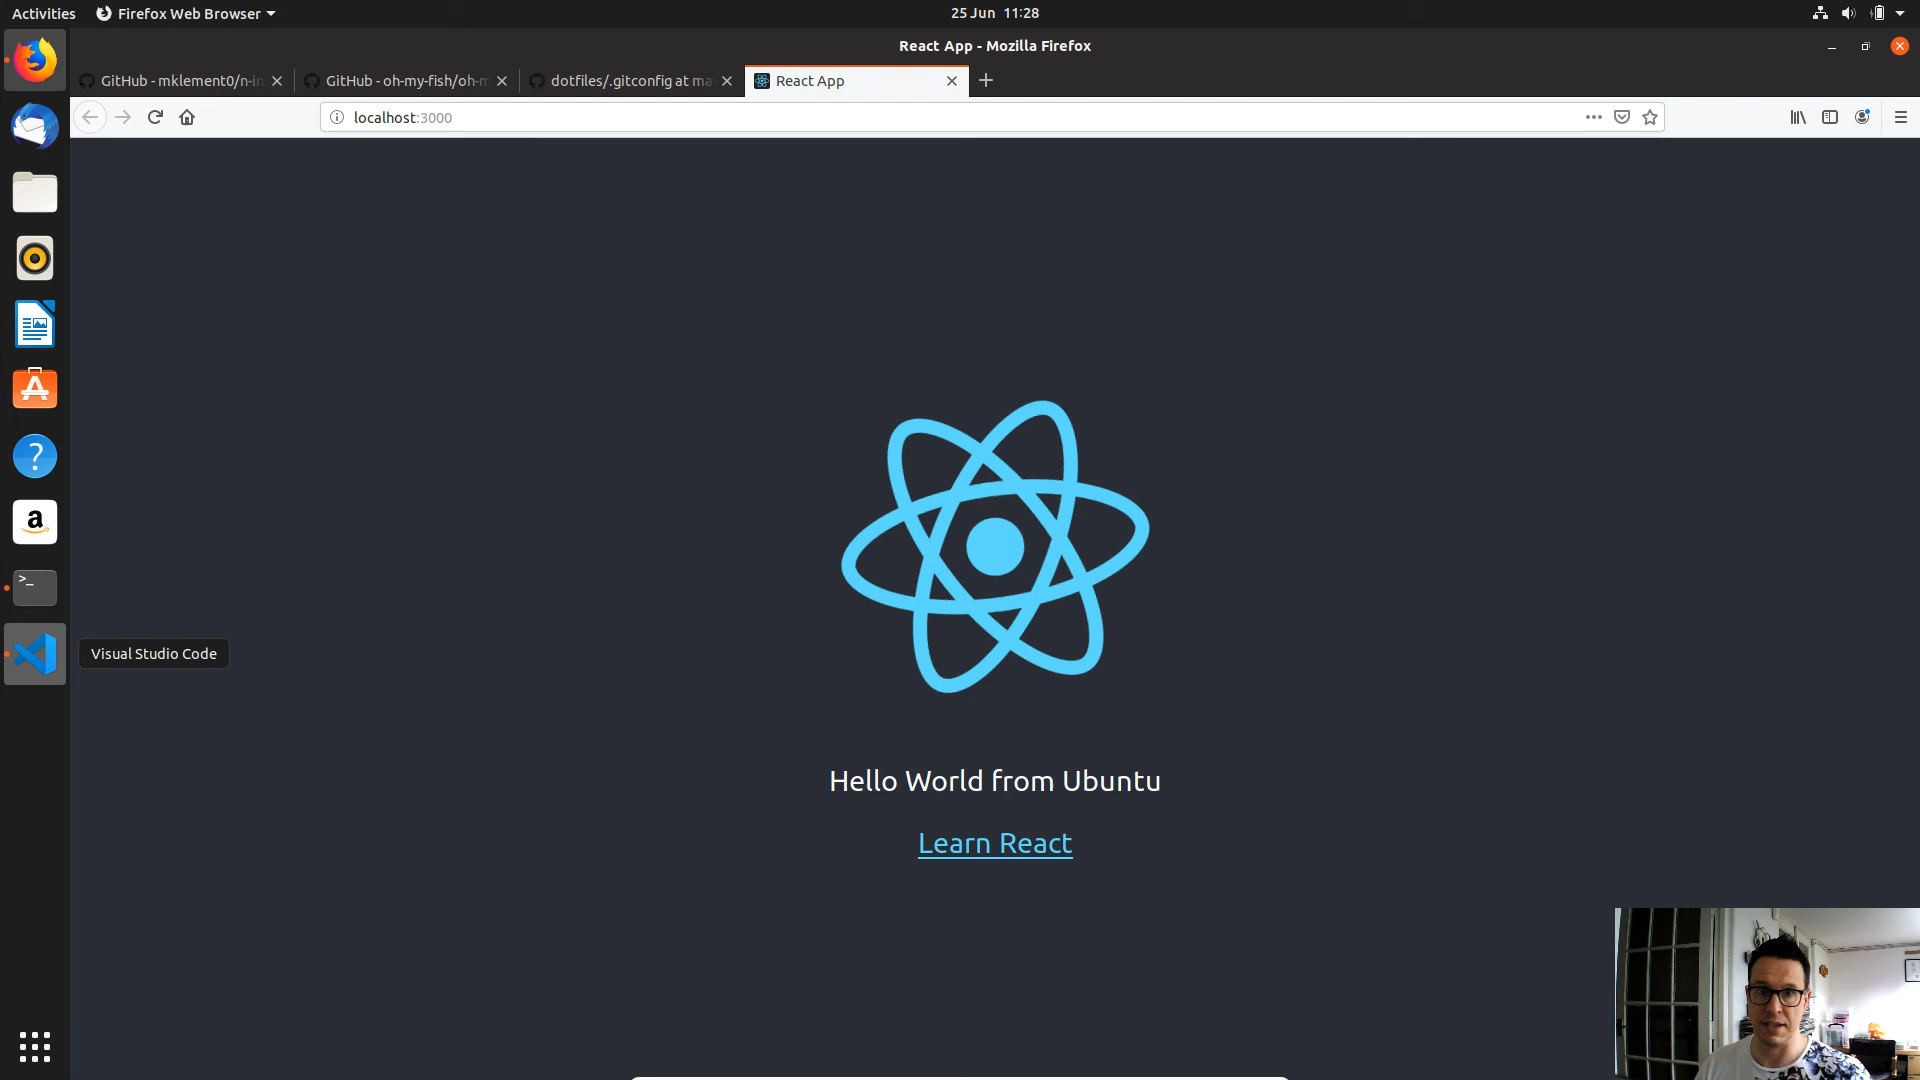 Activities
Firefox Web Browser
25 Jun 11:28
React App - Mozilla Firefox
GitHub - mklement0/n-in
GitHub - oh-my-fish/oh-m
dotfiles/.gitconfig at ma
React App
localhost:3000
Visual Studio Code
Hello World from Ubuntu
Learn React